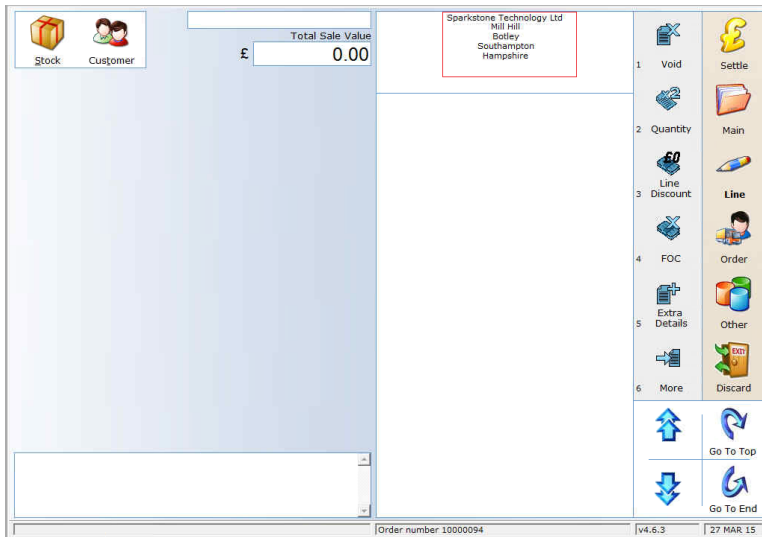 Stock
Customer
Total Sale Value
£
0.00
Sparkstone Technology Ltd
Mill Hill
Botley
Southampton
Hampshire
1 Void
2 Quantity
£0
Line
3 Discount
4 FOC
Extra
5 Details
6 More
Settle
Main
Line
Order
Other
EXIT
Discard
Go To Top
Go To End
Order number 10000094
v4.6.3
27 MAR 15